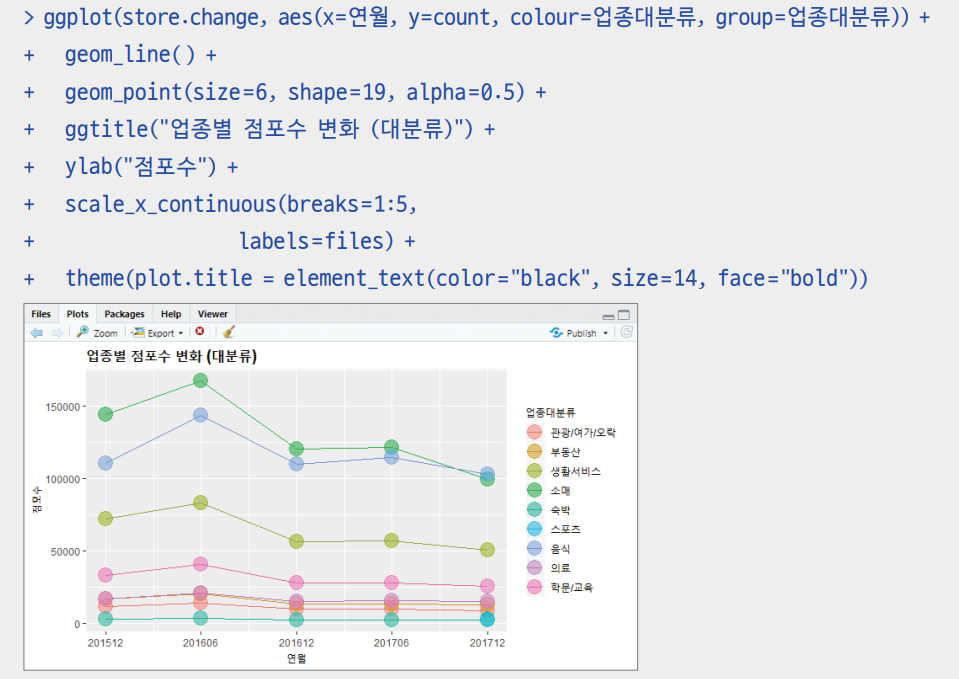 > ggplot(store.change, aes(x=연월, y=count, colour=업종대분류, group=업종대분류)) +
+   geom_line() +
+   geom_point(size=6, shape=19, alpha=0.5) +
+   ggtitle("업종별 점포수 변화 (대분류)") +
+   ylab("점포수") +
+   scale_x_continuous(breaks=1:5,
+                      labels=files) +
+   theme(plot.title = element_text(color="black", size=14, face="bold"))
Files Plots Packages Help Viewer
Zoom Export Publish
업종별 점포수 변화 (대분류)
150000
100000
50000
0
점포수
201512 201606 201612 201706 201712
연월
업종대분류
관광/여가/오락
부동산
생활서비스
소매
숙박
스포츠
음식
의료
학문/교육